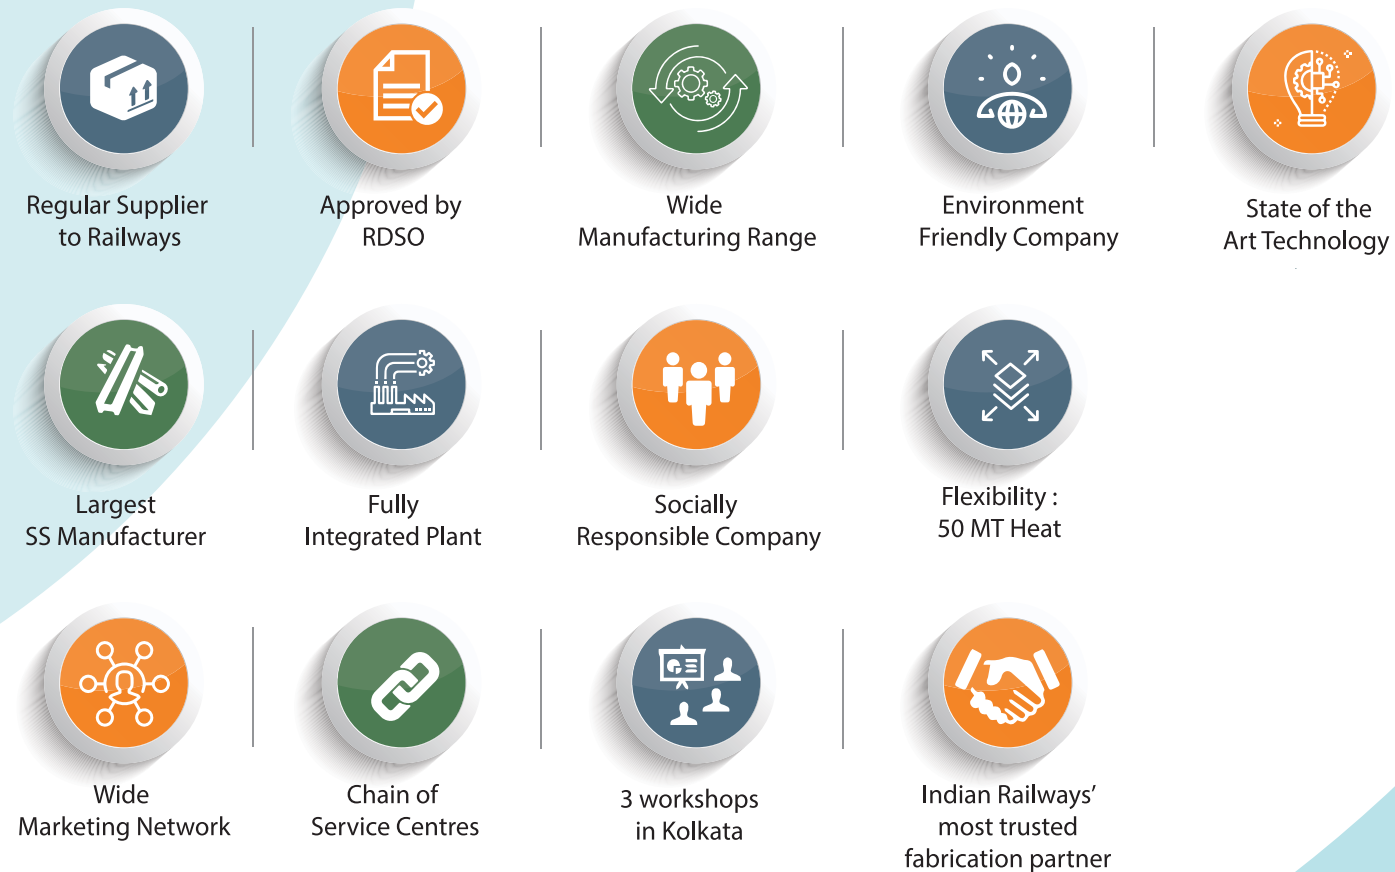 Regular Supplier
to Railways
Approved by
RDSO
Wide
Manufacturing Range
Environment
Friendly Company
State of the
Art Technology
Largest
SS Manufacturer
Fully
Integrated Plant
Socially
Responsible Company
Flexibility :
50 MT Heat
Wide
Marketing Network
Chain of
Service Centres
3 workshops
in Kolkata
Indian Railways’
most trusted
fabrication partner